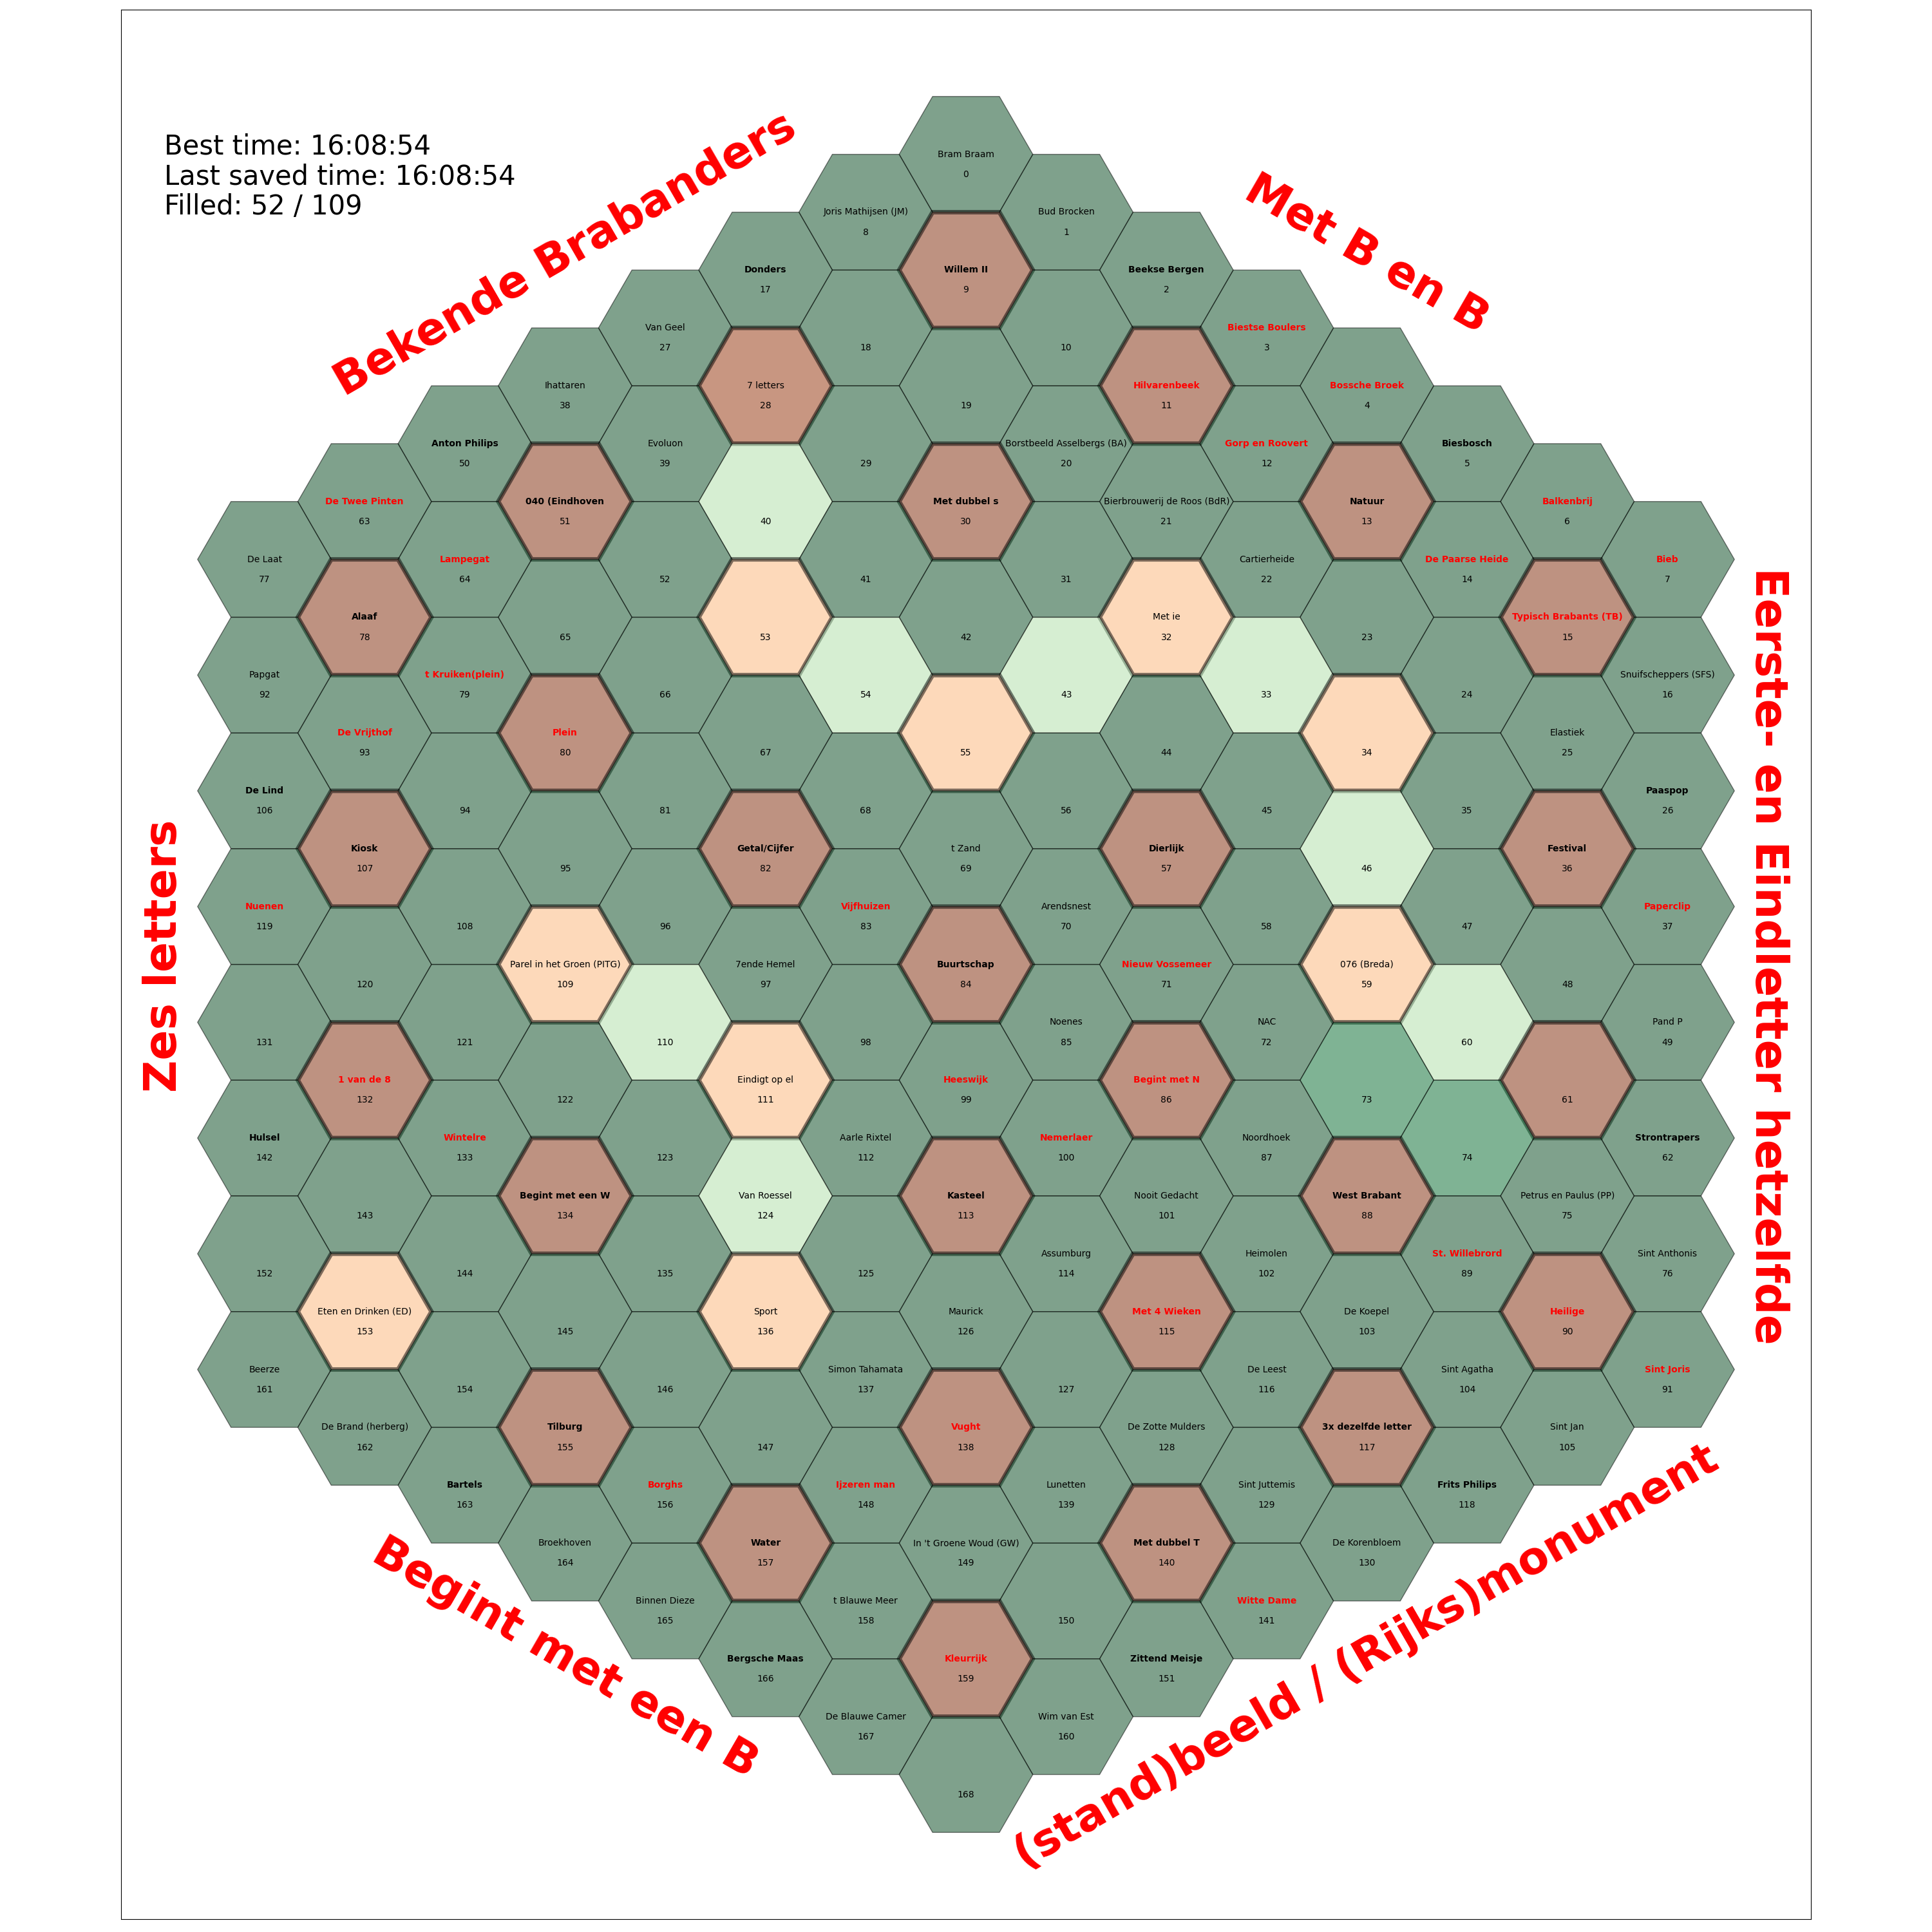 Best time: 16:08:54
Last saved time: 16:08:54
Filled: 52 / 109
Bekende Brabanders
Met B en B
Eerste- en Eindletter hetzelfde
(stand)beeld / (Rijks)monument
Begint met een B
Zes letters
Bram Braam
0
Bud Brocken
1
Beekse Bergen
2
Biestse Boulers
3
Bossche Broek
4
Biesbosch
5
Balkenbrij
6
Bieb
7
Joris Mathijsen (JM)
8
Willem II
9
10
Hilvarenbeek
11
Gorp en Roovert
12
Natuur
13
De Paarse Heide
14
Typisch Brabants (TB)
15
Snuifscheppers (SFS)
16
Donders
17
18
19
Borstbeeld Asselbergs (BA)
20
Bierbrouwerij de Roos (BdR)
21
Cartierheide
22
23
24
Elastiek
25
Paaspop
26
Van Geel
27
7 letters
28
29
Met dubbel s
30
31
Met ie
32
33
34
35
Festival
36
Paperclip
37
Ihattaren
38
Evoluon
39
40
41
42
43
44
45
46
47
48
Pand P
49
Anton Philips
50
040 (Eindhoven
51
52
53
54
55
56
Dierlijk
57
58
076 (Breda)
59
60
61
Strontrapers
62
De Twee Pinten
63
Lampegat
64
65
66
67
68
t Zand
69
Arendsnest
70
Nieuw Vossemeer
71
NAC
72
73
74
Petrus en Paulus (PP)
75
Sint Anthonis
76
De Laat
77
Alaaf
78
t Kruiken(plein)
79
Plein
80
81
Getal/Cijfer
82
Vijfhuizen
83
Buurtschap
84
Noenes
85
Begint met N
86
Noordhoek
87
West Brabant
88
St. Willebrord
89
Heilige
90
Sint Joris
91
Papgat
92
De Vrijthof
93
94
95
96
7ende Hemel
97
98
Heeswijk
99
Nemerlaer
100
Nooit Gedacht
101
Heimolen
102
De Koepel
103
Sint Agatha
104
Sint Jan
105
De Lind
106
Kiosk
107
108
Parel in het Groen (PITG)
109
110
Eindigt op el
111
Aarle Rixtel
112
Kasteel
113
Assumburg
114
Met 4 Wieken
115
De Leest
116
3x dezelfde letter
117
Frits Philips
118
Nuenen
119
120
121
122
123
Van Roessel
124
125
Maurick
126
127
De Zotte Mulders
128
Sint Juttemis
129
De Korenbloem
130
131
1 van de 8
132
Wintelre
133
Begint met een W
134
135
Sport
136
Simon Tahamata
137
Vught
138
Lunetten
139
Met dubbel T
140
Witte Dame
141
Hulsel
142
143
144
145
146
147
Ijzeren man
148
In 't Groene Woud (GW)
149
150
Zittend Meisje
151
152
Eten en Drinken (ED)
153
154
Tilburg
155
Borghs
156
Water
157
t Blauwe Meer
158
Kleurrijk
159
Wim van Est
160
Beerze
161
De Brand (herberg)
162
Bartels
163
Broekhoven
164
Binnen Dieze
165
Bergsche Maas
166
De Blauwe Camer
167
168